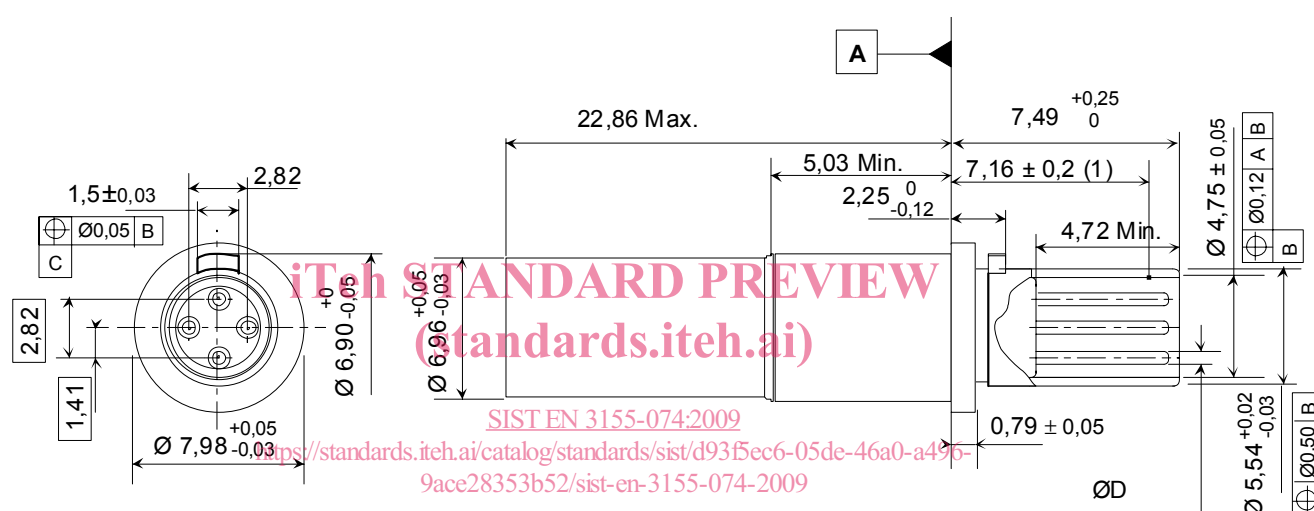 A
22,86 Max.
7,49 +0,25 0
5,03 Min.
7,16 ± 0,2 (1)
2,25 0 -0,12
4,72 Min.
Ø 4,75 ± 0,05
⌖ Ø0,12 A B
B
1,5±0,03
2,82
⌖ Ø0,05 B
C
2,82
1,41
Ø 6,90 +0 -0,05
Ø 6,96 +0,05 -0,03
iTeh STANDARD PREVIEW
(standards.iteh.ai)
Ø 7,98 +0,05 -0,03
SIST EN 3155-074:2009
https://standards.iteh.ai/catalog/standards/sist/d93f5ec6-05de-46a0-a496-
9ace28353b52/sist-en-3155-074-2009
0,79 ± 0,05
ØD
Ø 5,54 +0,02 -0,03
⌖ Ø0,50 B